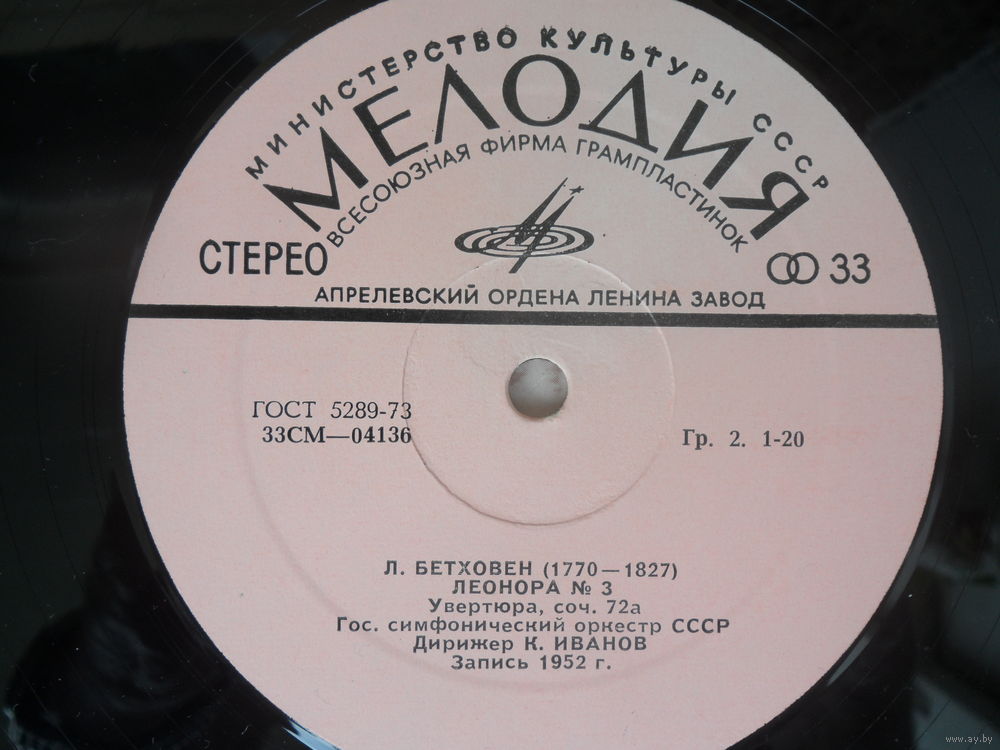 МИНИСТЕРСТВО КУЛЬТУРЫ СССР
МЕЛОДИЯ
ВСЕСОЮЗНАЯ ФИРМА ГРАМПЛАСТИНОК
СТЕРЕО
33
АПРЕЛЕВСКИЙ ОРДЕНА ЛЕНИНА ЗАВОД
ГОСТ 5289-73
33СМ—04136
Гр. 2. 1-20
Л. БЕТХОВЕН (1770—1827)
ЛЕОНОРА № 3
Увертюра, соч. 72а
Гос. симфонический оркестр СССР
Дирижер К. ИВАНОВ
Запись 1952 г.
www.ay.by